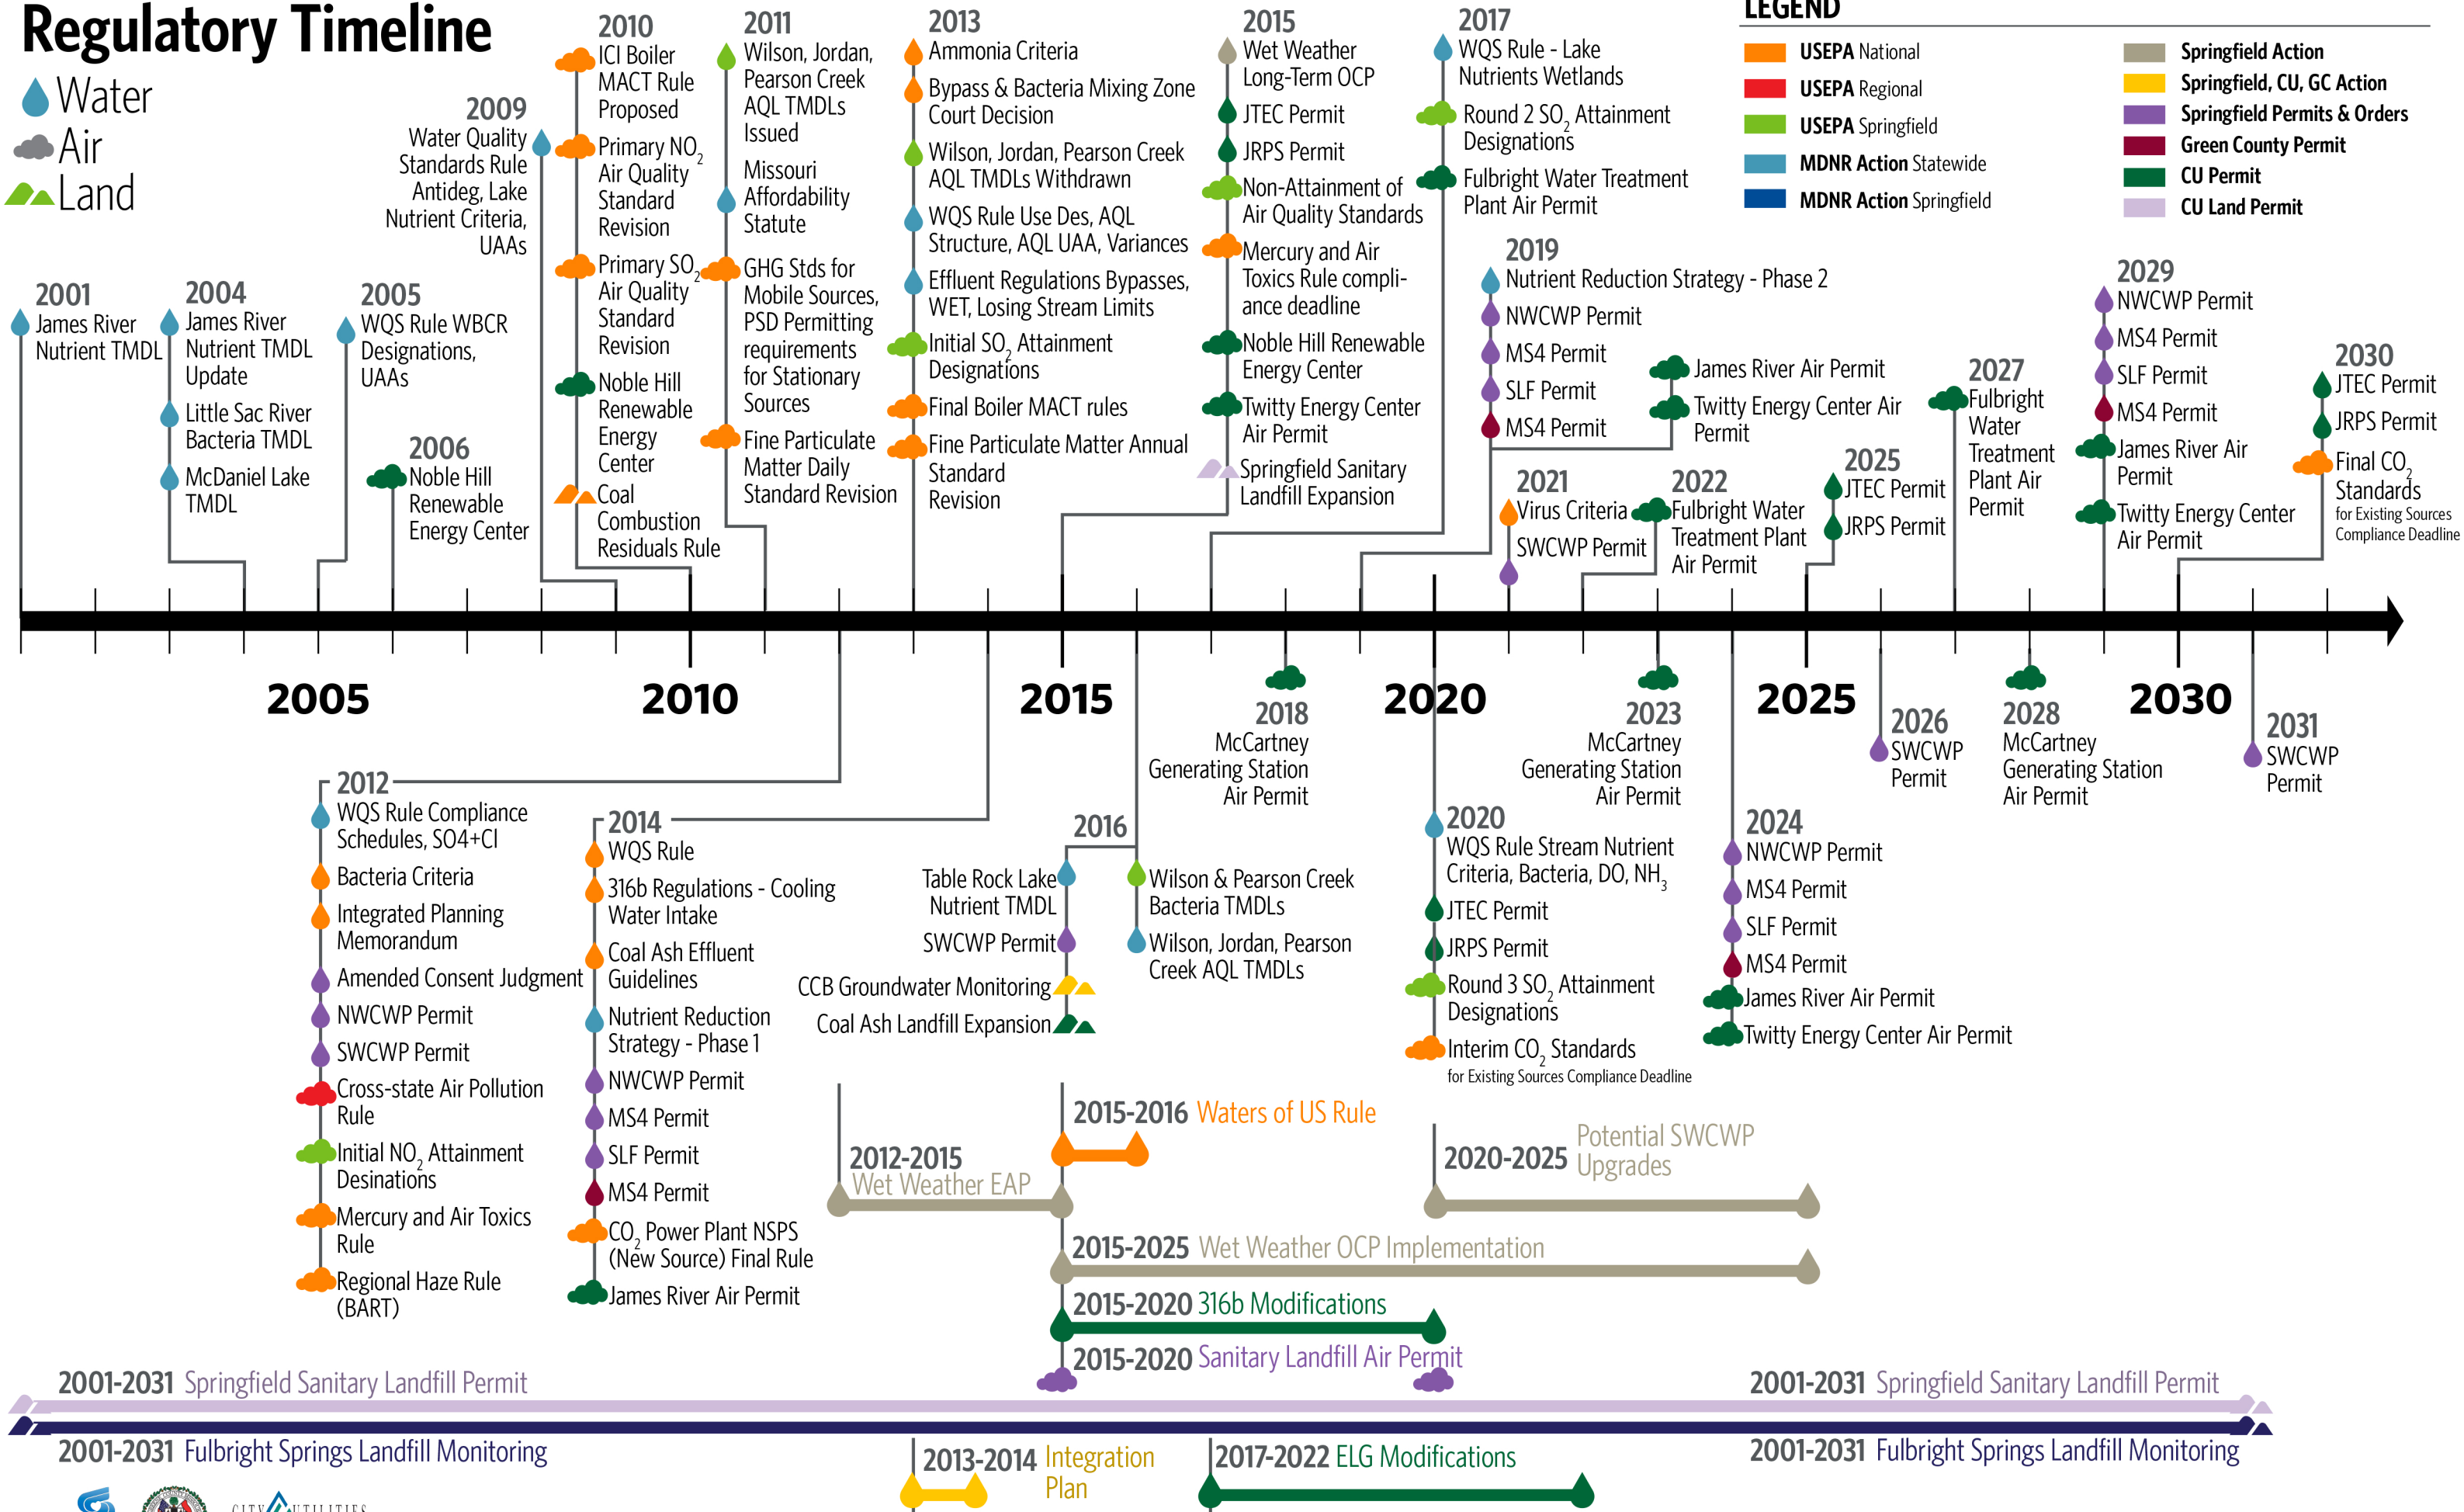 Regulatory Timeline
Water
Air
Land
LEGEND
USEPA National
USEPA Regional
USEPA Springfield
MDNR Action Statewide
MDNR Action Springfield
Springfield Action
Springfield, CU, GC Action
Springfield Permits & Orders
Green County Permit
CU Permit
CU Land Permit
2001
James River
Nutrient TMDL
2004
James River
Nutrient TMDL
Update
Little Sac River
Bacteria TMDL
McDaniel Lake
TMDL
2005
WQS Rule WBCR
Designations,
UAAs
2006
Noble Hill
Renewable
Energy Center
2009
Water Quality
Standards Rule
Antideg, Lake
Nutrient Criteria,
UAAs
2010
ICI Boiler
MACT Rule
Proposed
Primary NO2
Air Quality
Standard
Revision
Primary SO2
Air Quality
Standard
Revision
Noble Hill
Renewable
Energy
Center
Coal
Combustion
Residuals Rule
2011
Wilson, Jordan,
Pearson Creek
AQL TMDLs
Issued
Missouri
Affordability
Statute
GHG Stds for
Mobile Sources,
PSD Permitting
requirements
for Stationary
Sources
Fine Particulate
Matter Daily
Standard Revision
2013
Ammonia Criteria
Bypass & Bacteria Mixing Zone
Court Decision
Wilson, Jordan, Pearson Creek
AQL TMDLs Withdrawn
WQS Rule Use Des, AQL
Structure, AQL UAA, Variances
Effluent Regulations Bypasses,
WET, Losing Stream Limits
Initial SO2 Attainment
Designations
Final Boiler MACT rules
Fine Particulate Matter Annual
Standard
Revision
2015
Wet Weather
Long-Term OCP
JTEC Permit
JRPS Permit
Non-Attainment of
Air Quality Standards
Mercury and Air
Toxics Rule compli-
ance deadline
Noble Hill Renewable
Energy Center
Twitty Energy Center
Air Permit
Springfield Sanitary
Landfill Expansion
2017
WQS Rule - Lake
Nutrients Wetlands
Round 2 SO2 Attainment
Designations
Fulbright Water Treatment
Plant Air Permit
2019
Nutrient Reduction Strategy - Phase 2
NWCWP Permit
MS4 Permit
SLF Permit
MS4 Permit
James River Air Permit
Twitty Energy Center Air
Permit
2021
Virus Criteria
SWCWP Permit
2022
Fulbright Water
Treatment Plant
Air Permit
2025
JTEC Permit
JRPS Permit
2027
Fulbright
Water
Treatment
Plant Air
Permit
2029
NWCWP Permit
MS4 Permit
SLF Permit
MS4 Permit
James River Air
Permit
Twitty Energy Center
Air Permit
2030
JTEC Permit
JRPS Permit
Final CO2
Standards
for Existing Sources
Compliance Deadline
2005
2010
2015
2020
2025
2030
2012
WQS Rule Compliance
Schedules, SO4+Cl
Bacteria Criteria
Integrated Planning
Memorandum
Amended Consent Judgment
NWCWP Permit
SWCWP Permit
Cross-state Air Pollution
Rule
Initial NO2 Attainment
Desinations
Mercury and Air Toxics
Rule
Regional Haze Rule
(BART)
2014
WQS Rule
316b Regulations - Cooling
Water Intake
Coal Ash Effluent
Guidelines
Nutrient Reduction
Strategy - Phase 1
NWCWP Permit
MS4 Permit
SLF Permit
MS4 Permit
CO2 Power Plant NSPS
(New Source) Final Rule
James River Air Permit
2016
Table Rock Lake
Nutrient TMDL
SWCWP Permit
CCB Groundwater Monitoring
Coal Ash Landfill Expansion
Wilson & Pearson Creek
Bacteria TMDLs
Wilson, Jordan, Pearson
Creek AQL TMDLs
2018
McCartney
Generating Station
Air Permit
2020
WQS Rule Stream Nutrient
Criteria, Bacteria, DO, NH3
JTEC Permit
JRPS Permit
Round 3 SO2 Attainment
Designations
Interim CO2 Standards
for Existing Sources Compliance Deadline
2023
McCartney
Generating Station
Air Permit
2024
NWCWP Permit
MS4 Permit
SLF Permit
MS4 Permit
James River Air Permit
Twitty Energy Center Air Permit
2026
SWCWP
Permit
2028
McCartney
Generating Station
Air Permit
2031
SWCWP
Permit
2012-2015
Wet Weather EAP
2015-2016 Waters of US Rule
2020-2025 Potential SWCWP
Upgrades
2015-2025 Wet Weather OCP Implementation
2015-2020 316b Modifications
2015-2020 Sanitary Landfill Air Permit
2001-2031 Springfield Sanitary Landfill Permit
2001-2031 Springfield Sanitary Landfill Permit
2001-2031 Fulbright Springs Landfill Monitoring
2001-2031 Fulbright Springs Landfill Monitoring
2013-2014 Integration
Plan
2017-2022 ELG Modifications
CITY UTILITIES